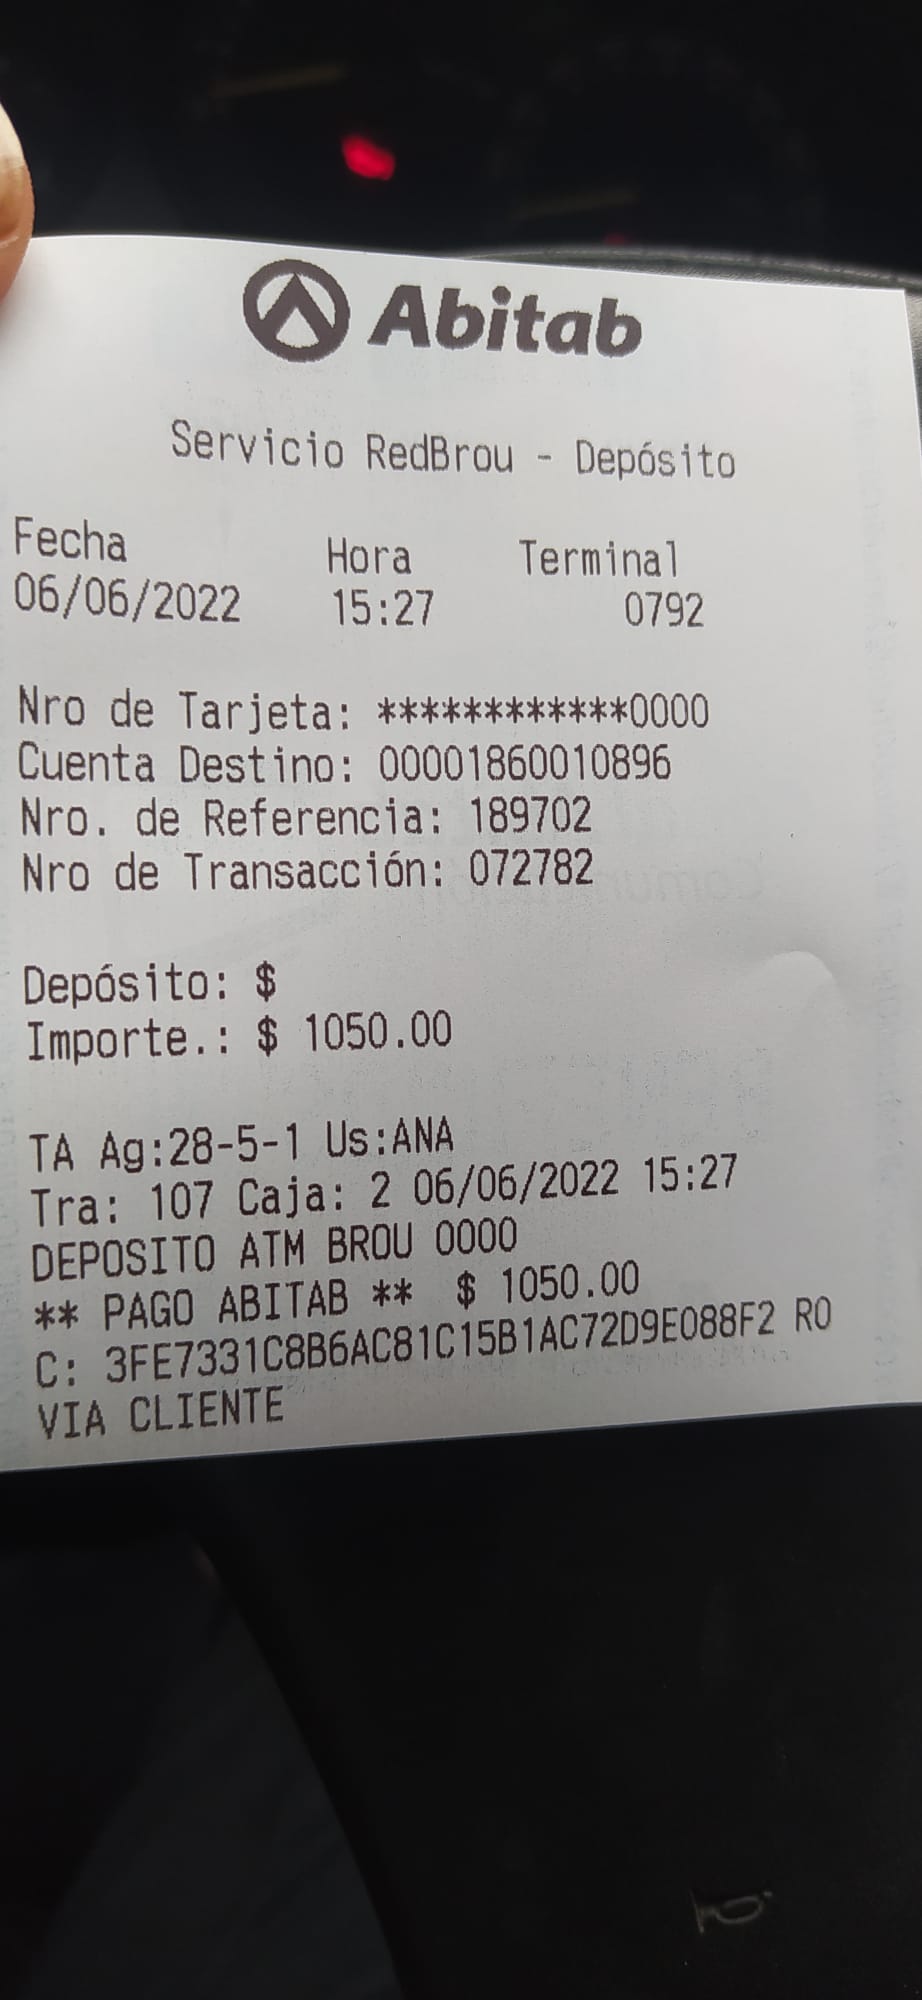 Abitab
Servicio RedBrou - Depósito
Fecha Hora Terminal
06/06/2022 15:27 0792
Nro de Tarjeta: ************0000
Cuenta Destino: 00001860010896
Nro. de Referencia: 189702
Nro de Transacción: 072782
Depósito: $
Importe.: $ 1050.00
TA Ag:28-5-1 Us:ANA
Tra: 107 Caja: 2 06/06/2022 15:27
DEPOSITO ATM BROU 0000
** PAGO ABITAB ** $ 1050.00
C: 3FE7331C8B6AC81C15B1AC72D9E088F2 RO
VIA CLIENTE